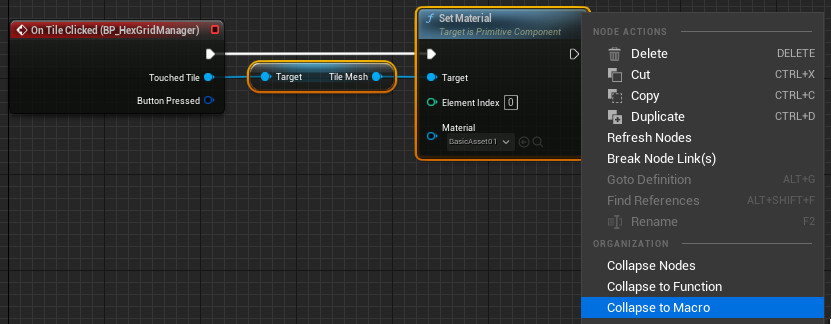 On Tile Clicked (BP_HexGridManager)
Touched Tile
Button Pressed
Target
Tile Mesh
f Set Material
Target is Primitive Component
Target
Element Index 0
Material
BasicAsset01
NODE ACTIONS
Delete DELETE
Cut CTRL+X
Copy CTRL+C
Duplicate CTRL+D
Refresh Nodes
Break Node Link(s)
Goto Definition ALT+G
Find References ALT+SHIFT+F
Rename F2
ORGANIZATION
Collapse Nodes
Collapse to Function
Collapse to Macro